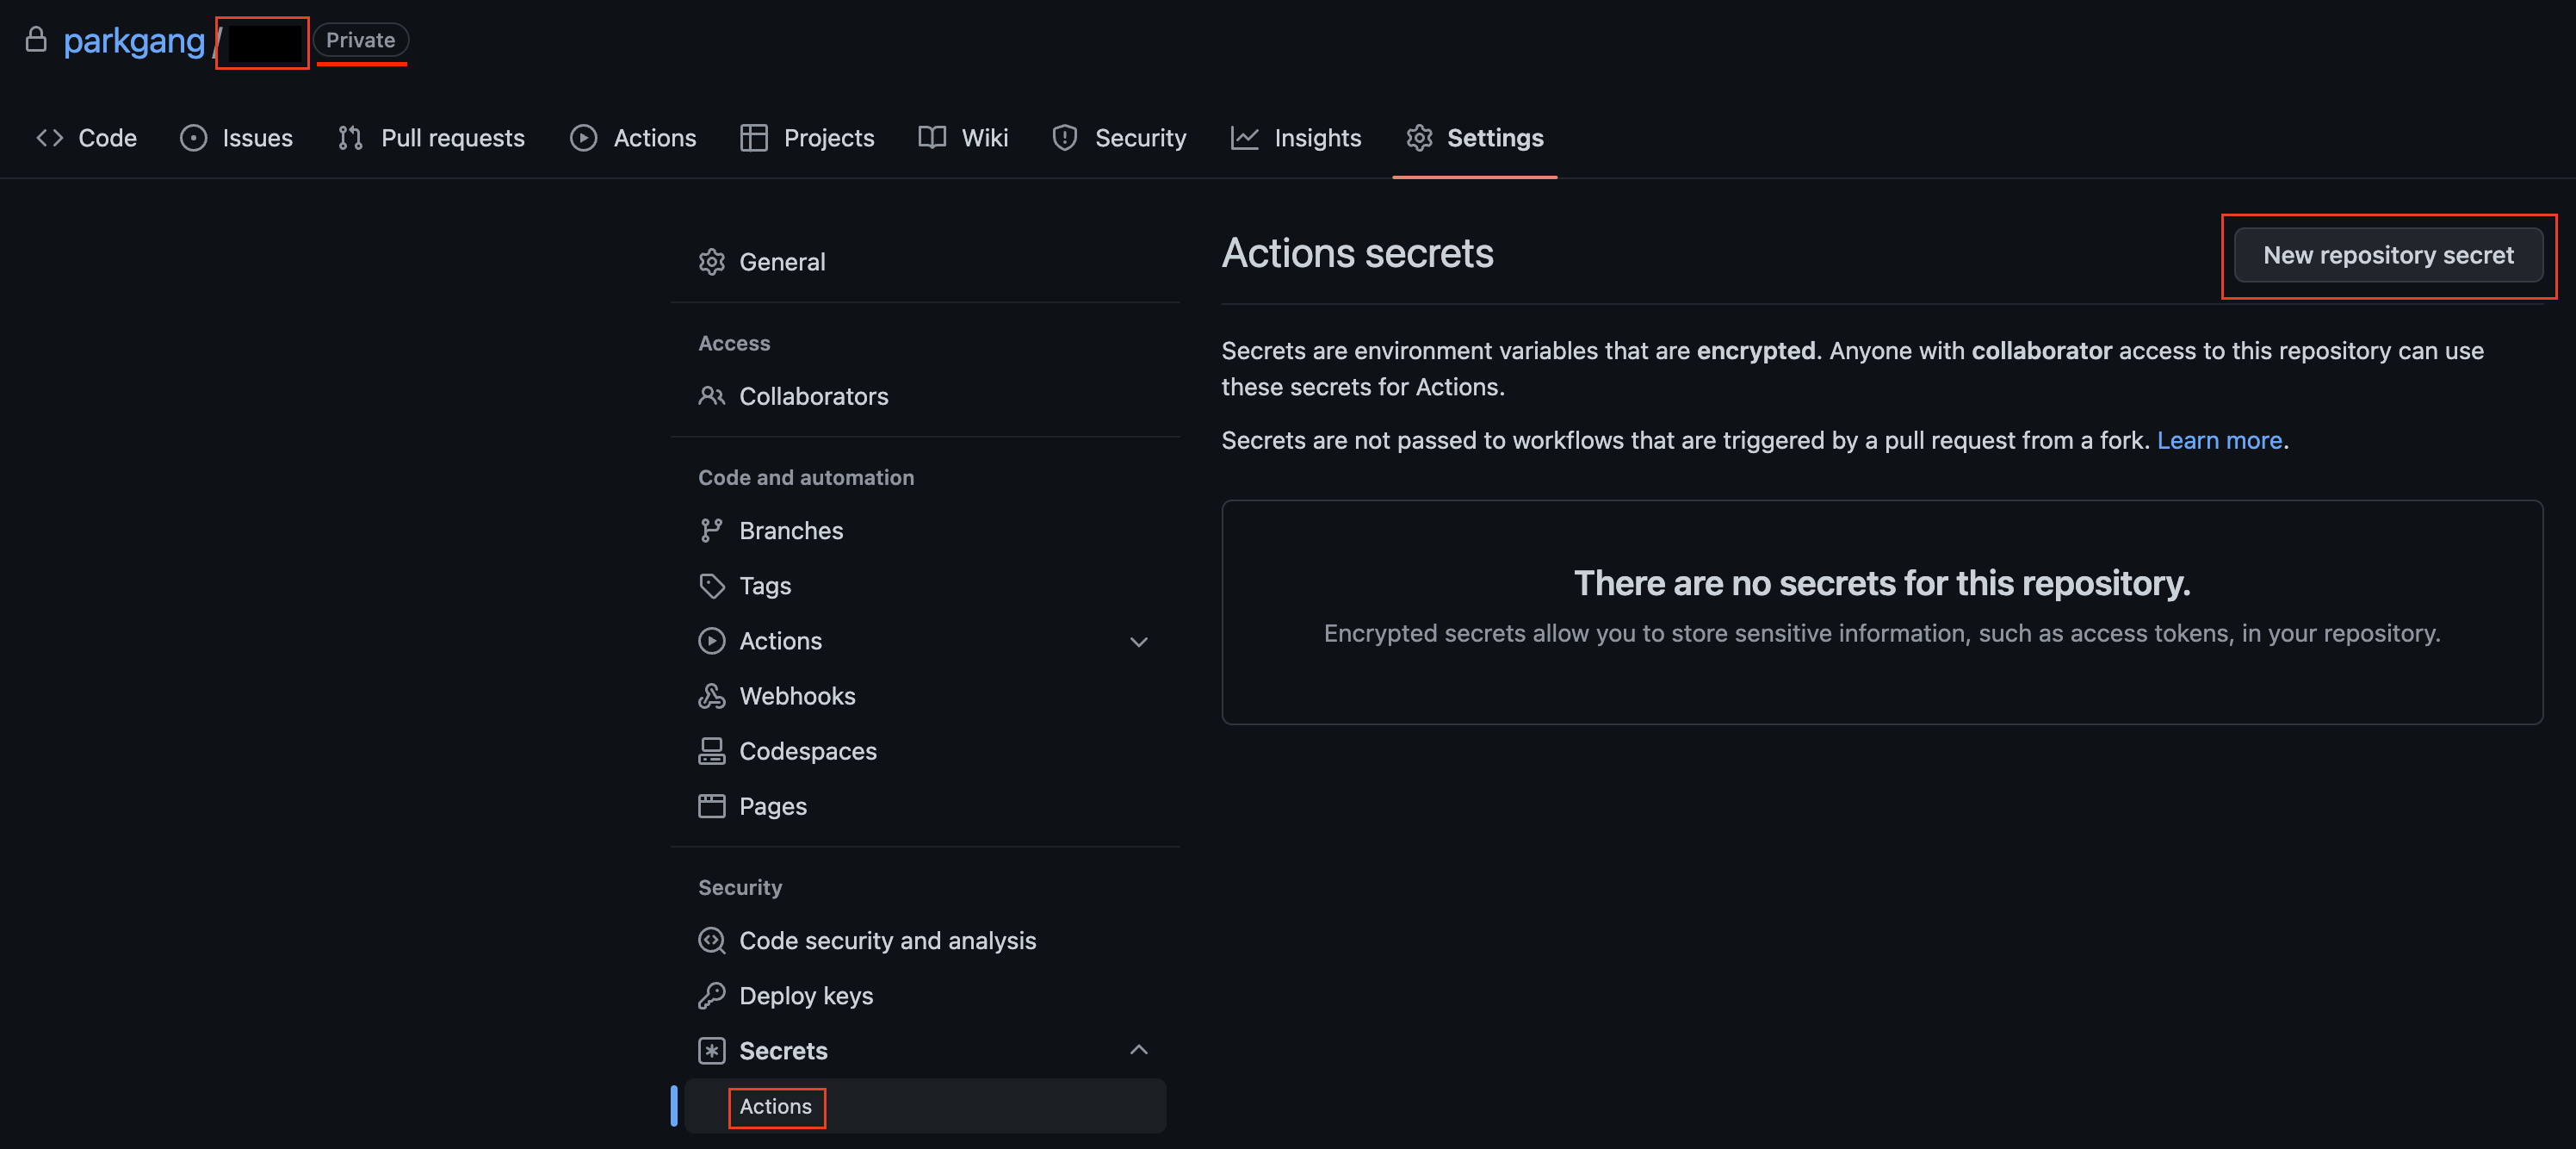 parkgang / Private
Code Issues Pull requests Actions Projects Wiki Security Insights Settings
General
Access
Collaborators
Code and automation
Branches
Tags
Actions
Webhooks
Codespaces
Pages
Security
Code security and analysis
Deploy keys
Secrets
Actions
Actions secrets
New repository secret
Secrets are environment variables that are encrypted. Anyone with collaborator access to this repository can use
these secrets for Actions.
Secrets are not passed to workflows that are triggered by a pull request from a fork. Learn more.
There are no secrets for this repository.
Encrypted secrets allow you to store sensitive information, such as access tokens, in your repository.